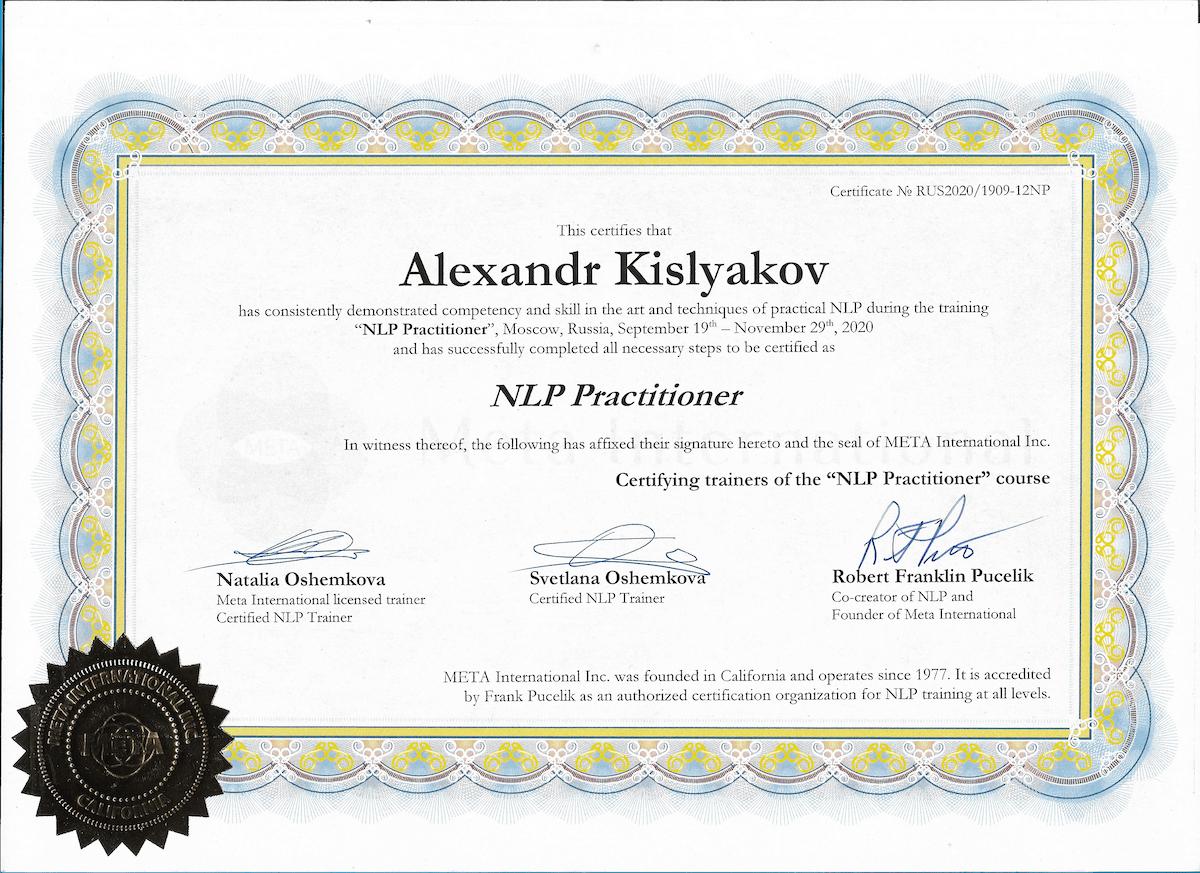 Certificate № RUS2020/1909-12NP
This certifies that
Alexandr Kislyakov
has consistently demonstrated competency and skill in the art and techniques of practical NLP during the training
“NLP Practitioner”, Moscow, Russia, September 19th – November 29th, 2020
and has successfully completed all necessary steps to be certified as
NLP Practitioner
META
Meta International
In witness thereof, the following has affixed their signature hereto and the seal of META International Inc.
Certifying trainers of the “NLP Practitioner” course
Natalia Oshemkova
Meta International licensed trainer
Certified NLP Trainer
Svetlana Oshemkova
Certified NLP Trainer
Robert Franklin Pucelik
Co-creator of NLP and
Founder of Meta International
META International Inc. was founded in California and operates since 1977. It is accredited
by Frank Pucelik as an authorized certification organization for NLP training at all levels.
META INTERNATIONAL INC.
META
CALIFORNIA